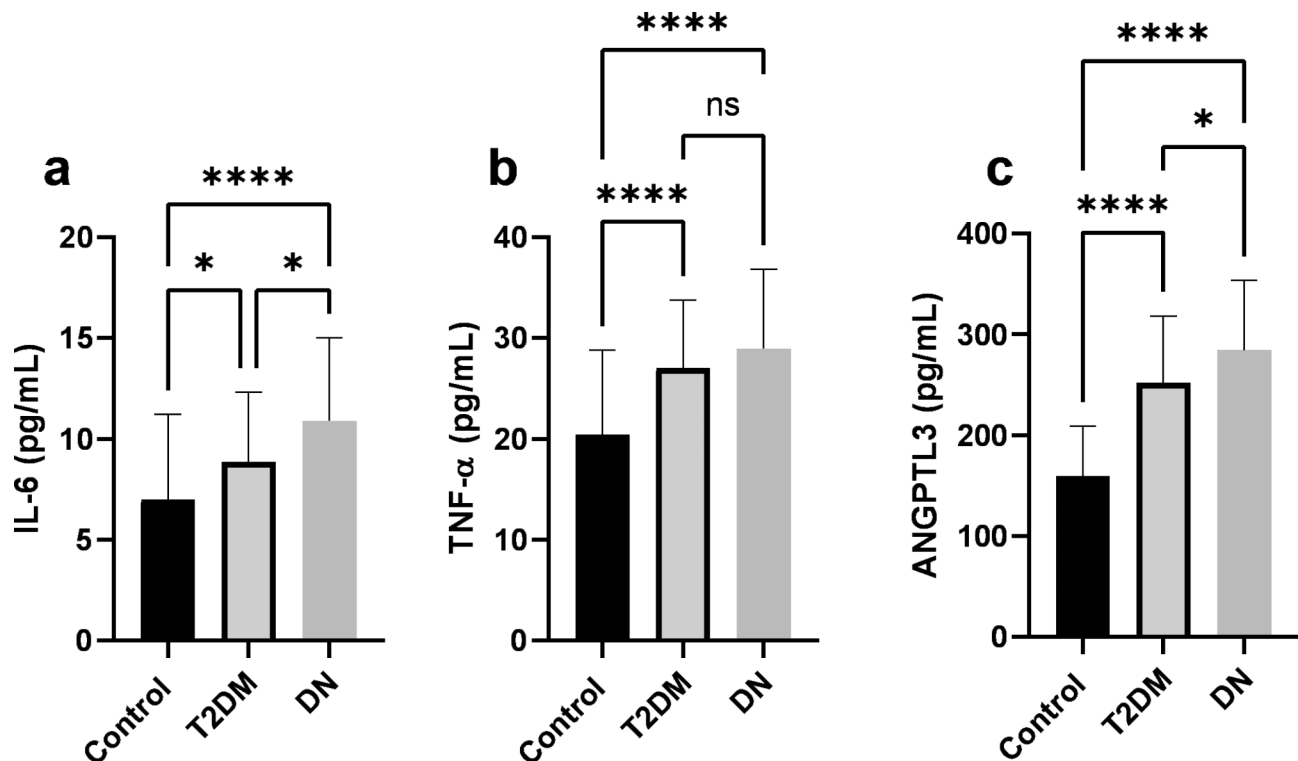 a
****
*
*
IL-6 (pg/mL)
20
15
10
5
0
Control
T2DM
DN
b
****
ns
****
TNF-α (pg/mL)
40
30
20
10
0
Control
T2DM
DN
c
****
*
****
ANGPTL3 (pg/mL)
400
300
200
100
0
Control
T2DM
DN